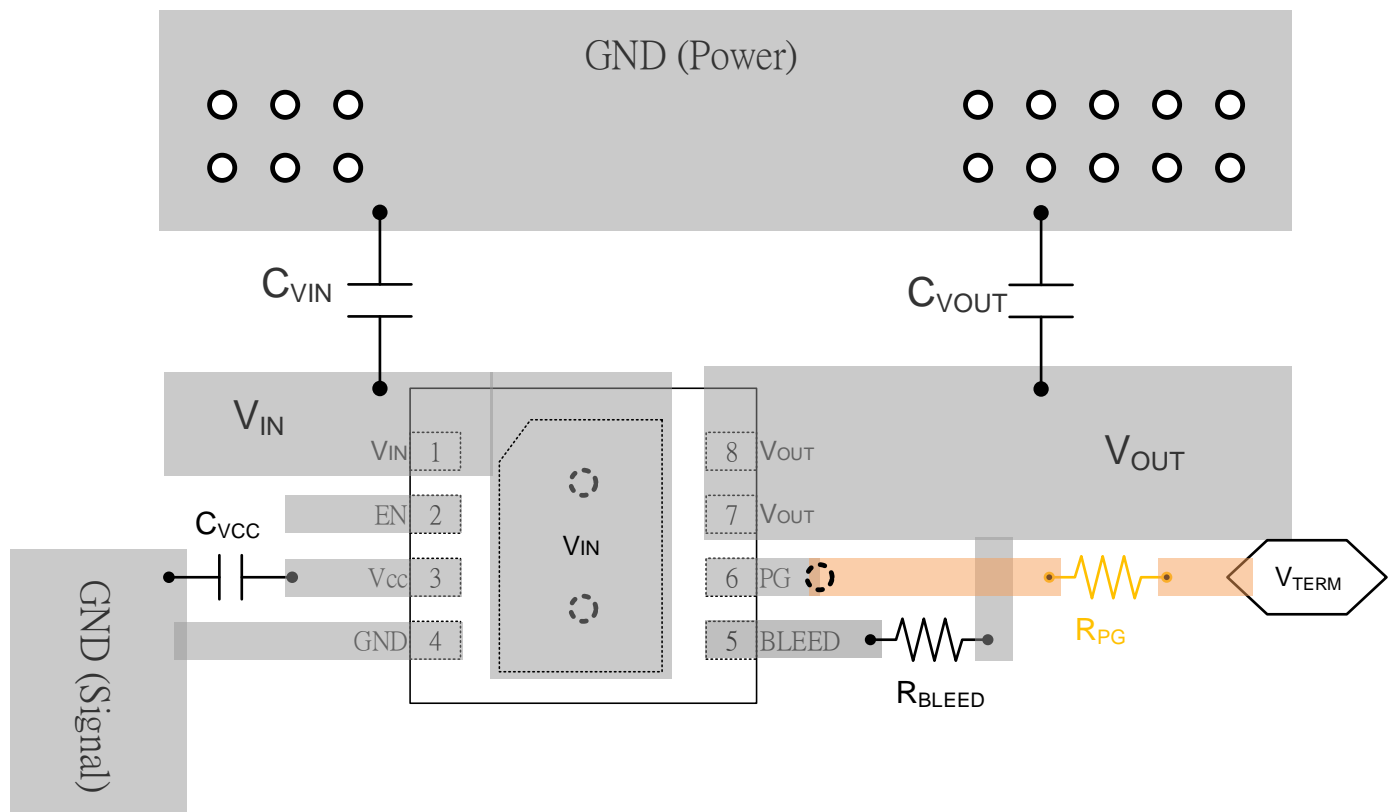 GND (Power)
CVIN
CVOUT
VIN
VOUT
VIN 1
8 VOUT
EN 2
7 VOUT
VIN
CVCC
Vcc 3
6 PG
VTERM
RPG
GND 4
5 BLEED
RBLEED
GND (Signal)